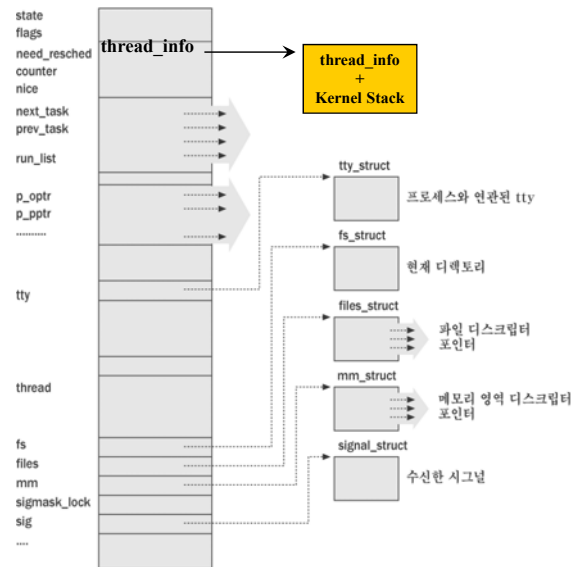 state
flags
need_resched
counter
nice
next_task
prev_task
run_list
p_optr
p_pptr
..........
tty
thread
fs
files
mm
sigmask_lock
sig
....
thread_info
thread_info
+
Kernel Stack
tty_struct
프로세스와 연관된 tty
fs_struct
현재 디렉토리
files_struct
파일 디스크립터
포인터
mm_struct
메모리 영역 디스크립터
포인터
signal_struct
수신한 시그널